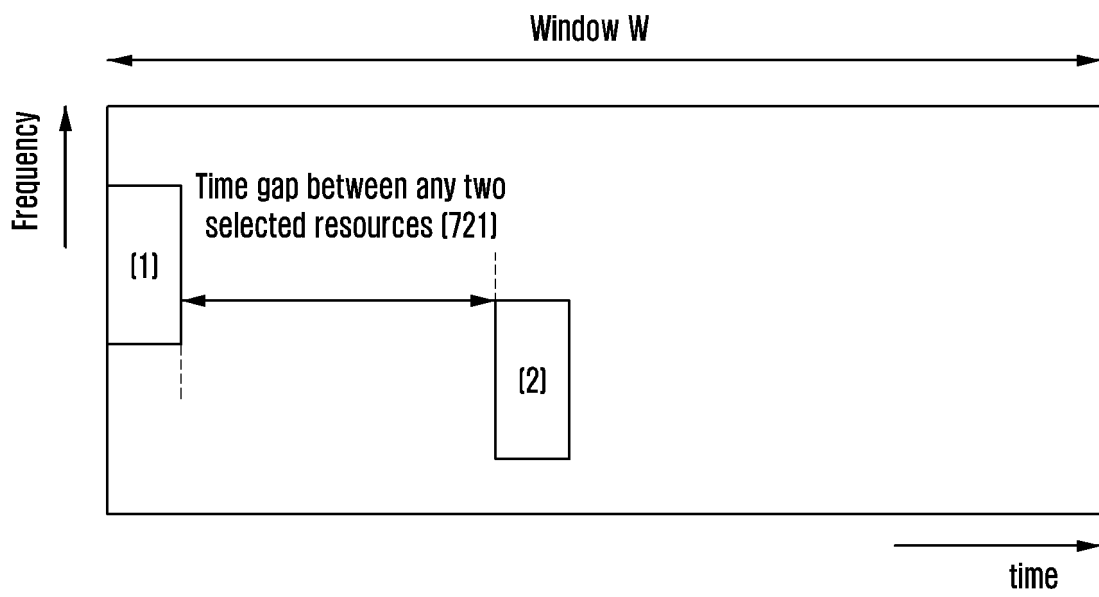 Window W
Frequency
Time gap between any two
selected resources (721)
(1)
(2)
time